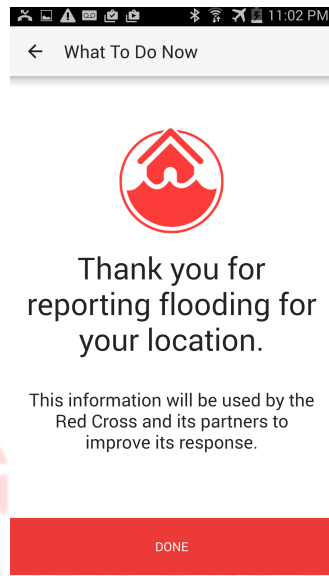 11:02 PM
What To Do Now
Thank you for
reporting flooding for
your location.
This information will be used by the
Red Cross and its partners to
improve its response.
DONE